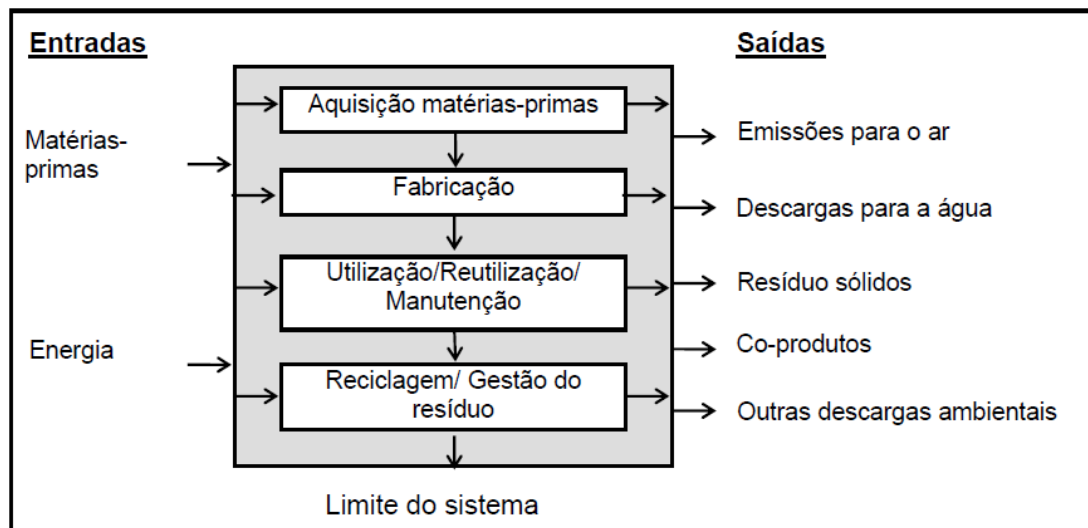 Entradas
Saídas
Aquisição matérias-primas
Matérias-
primas
Emissões para o ar
Fabricação
Descargas para a água
Utilização/Reutilização/
Manutenção
Resíduo sólidos
Energia
Co-produtos
Reciclagem/ Gestão do
resíduo
Outras descargas ambientais
Limite do sistema